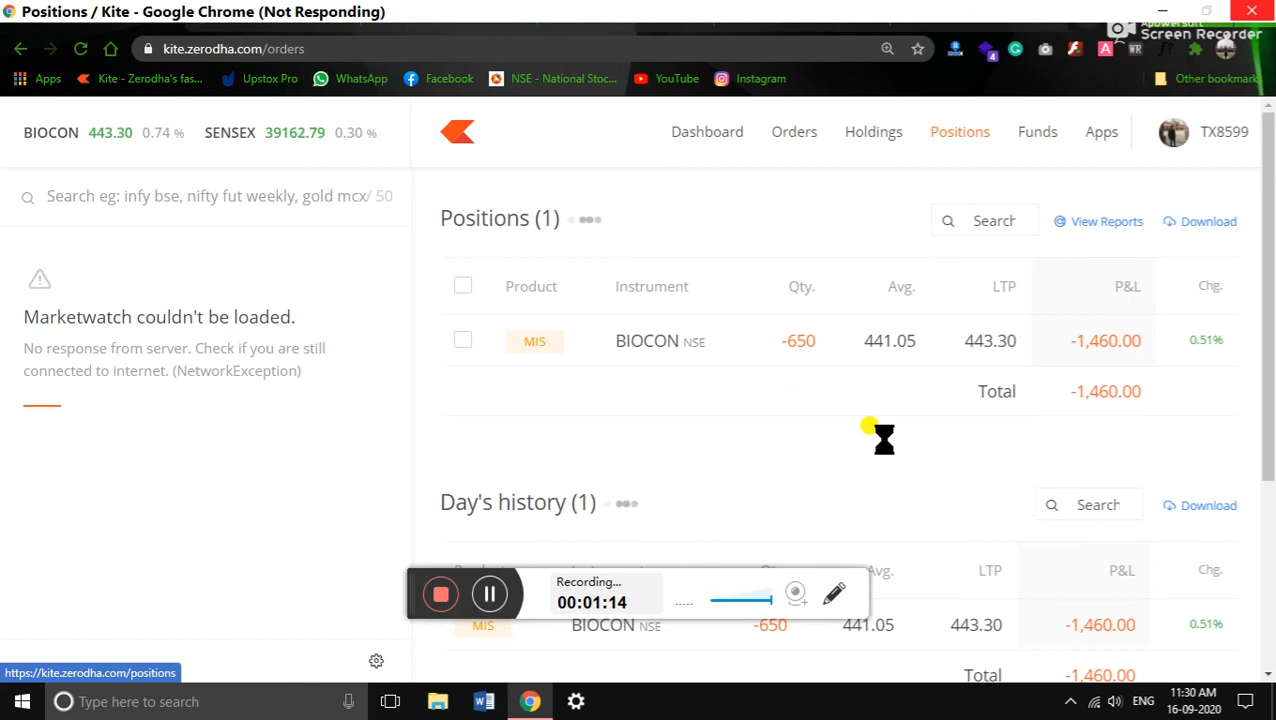 Positions / Kite - Google Chrome (Not Responding)
Apowersoft
Screen Recorder
kite.zerodha.com/orders
4
Apps
Kite - Zerodha's fas...
Upstox Pro
WhatsApp
Facebook
NSE - National Stoc...
YouTube
Instagram
Other bookmark
BIOCON 443.30 0.74 % SENSEX 39162.79 0.30 %
Dashboard Orders Holdings Positions Funds Apps TX8599
Search eg: infy bse, nifty fut weekly, gold mcx / 50
Positions (1)
Search
View Reports
Download
Product Instrument Qty. Avg. LTP P&L Chg.
MIS BIOCON NSE -650 441.05 443.30 -1,460.00 0.51%
Total -1,460.00
Marketwatch couldn't be loaded.
No response from server. Check if you are still
connected to internet. (NetworkException)
Day's history (1)
Search
Download
Avg. LTP P&L Chg.
MIS BIOCON NSE -650 441.05 443.30 -1,460.00 0.51%
Total -1,460.00
Recording...
00:01:14
https://kite.zerodha.com/positions
Type here to search
ENG
11:30 AM
16-09-2020